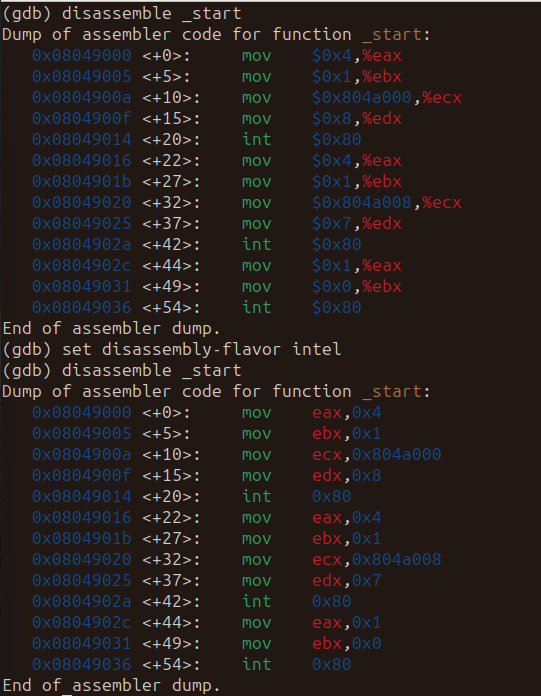 (gdb) disassemble _start
Dump of assembler code for function _start:
   0x08049000 <+0>:     mov    $0x4,%eax
   0x08049005 <+5>:     mov    $0x1,%ebx
   0x0804900a <+10>:    mov    $0x804a000,%ecx
   0x0804900f <+15>:    mov    $0x8,%edx
   0x08049014 <+20>:    int    $0x80
   0x08049016 <+22>:    mov    $0x4,%eax
   0x0804901b <+27>:    mov    $0x1,%ebx
   0x08049020 <+32>:    mov    $0x804a008,%ecx
   0x08049025 <+37>:    mov    $0x7,%edx
   0x0804902a <+42>:    int    $0x80
   0x0804902c <+44>:    mov    $0x1,%eax
   0x08049031 <+49>:    mov    $0x0,%ebx
   0x08049036 <+54>:    int    $0x80
End of assembler dump.
(gdb) set disassembly-flavor intel
(gdb) disassemble _start
Dump of assembler code for function _start:
   0x08049000 <+0>:     mov    eax,0x4
   0x08049005 <+5>:     mov    ebx,0x1
   0x0804900a <+10>:    mov    ecx,0x804a000
   0x0804900f <+15>:    mov    edx,0x8
   0x08049014 <+20>:    int    0x80
   0x08049016 <+22>:    mov    eax,0x4
   0x0804901b <+27>:    mov    ebx,0x1
   0x08049020 <+32>:    mov    ecx,0x804a008
   0x08049025 <+37>:    mov    edx,0x7
   0x0804902a <+42>:    int    0x80
   0x0804902c <+44>:    mov    eax,0x1
   0x08049031 <+49>:    mov    ebx,0x0
   0x08049036 <+54>:    int    0x80
End of assembler dump.